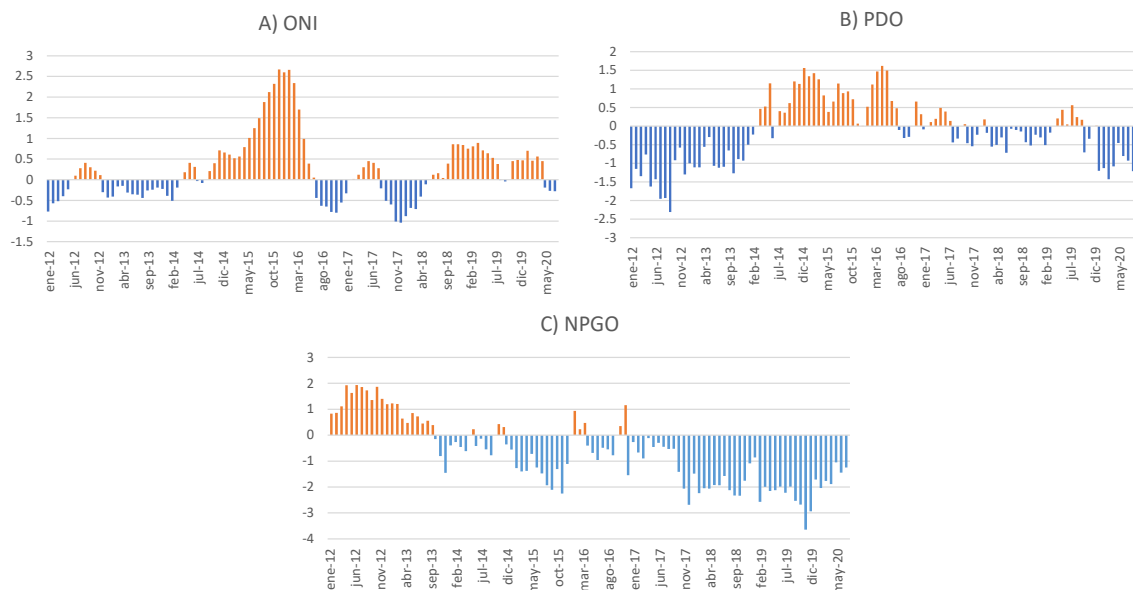 A) ONI
3
2.5
2
1.5
1
0.5
0
-0.5
-1
-1.5
ene-12
jun-12
nov-12
abr-13
sep-13
feb-14
jul-14
dic-14
may-15
oct-15
mar-16
ago-16
ene-17
jun-17
nov-17
abr-18
sep-18
feb-19
jul-19
dic-19
may-20
B) PDO
2
1.5
1
0.5
0
-0.5
-1
-1.5
-2
-2.5
-3
ene-12
jun-12
nov-12
abr-13
sep-13
feb-14
jul-14
dic-14
may-15
oct-15
mar-16
ago-16
ene-17
jun-17
nov-17
abr-18
sep-18
feb-19
jul-19
dic-19
may-20
C) NPGO
3
2
1
0
-1
-2
-3
-4
ene-12
jun-12
nov-12
abr-13
sep-13
feb-14
jul-14
dic-14
may-15
oct-15
mar-16
ago-16
ene-17
jun-17
nov-17
abr-18
sep-18
feb-19
jul-19
dic-19
may-20